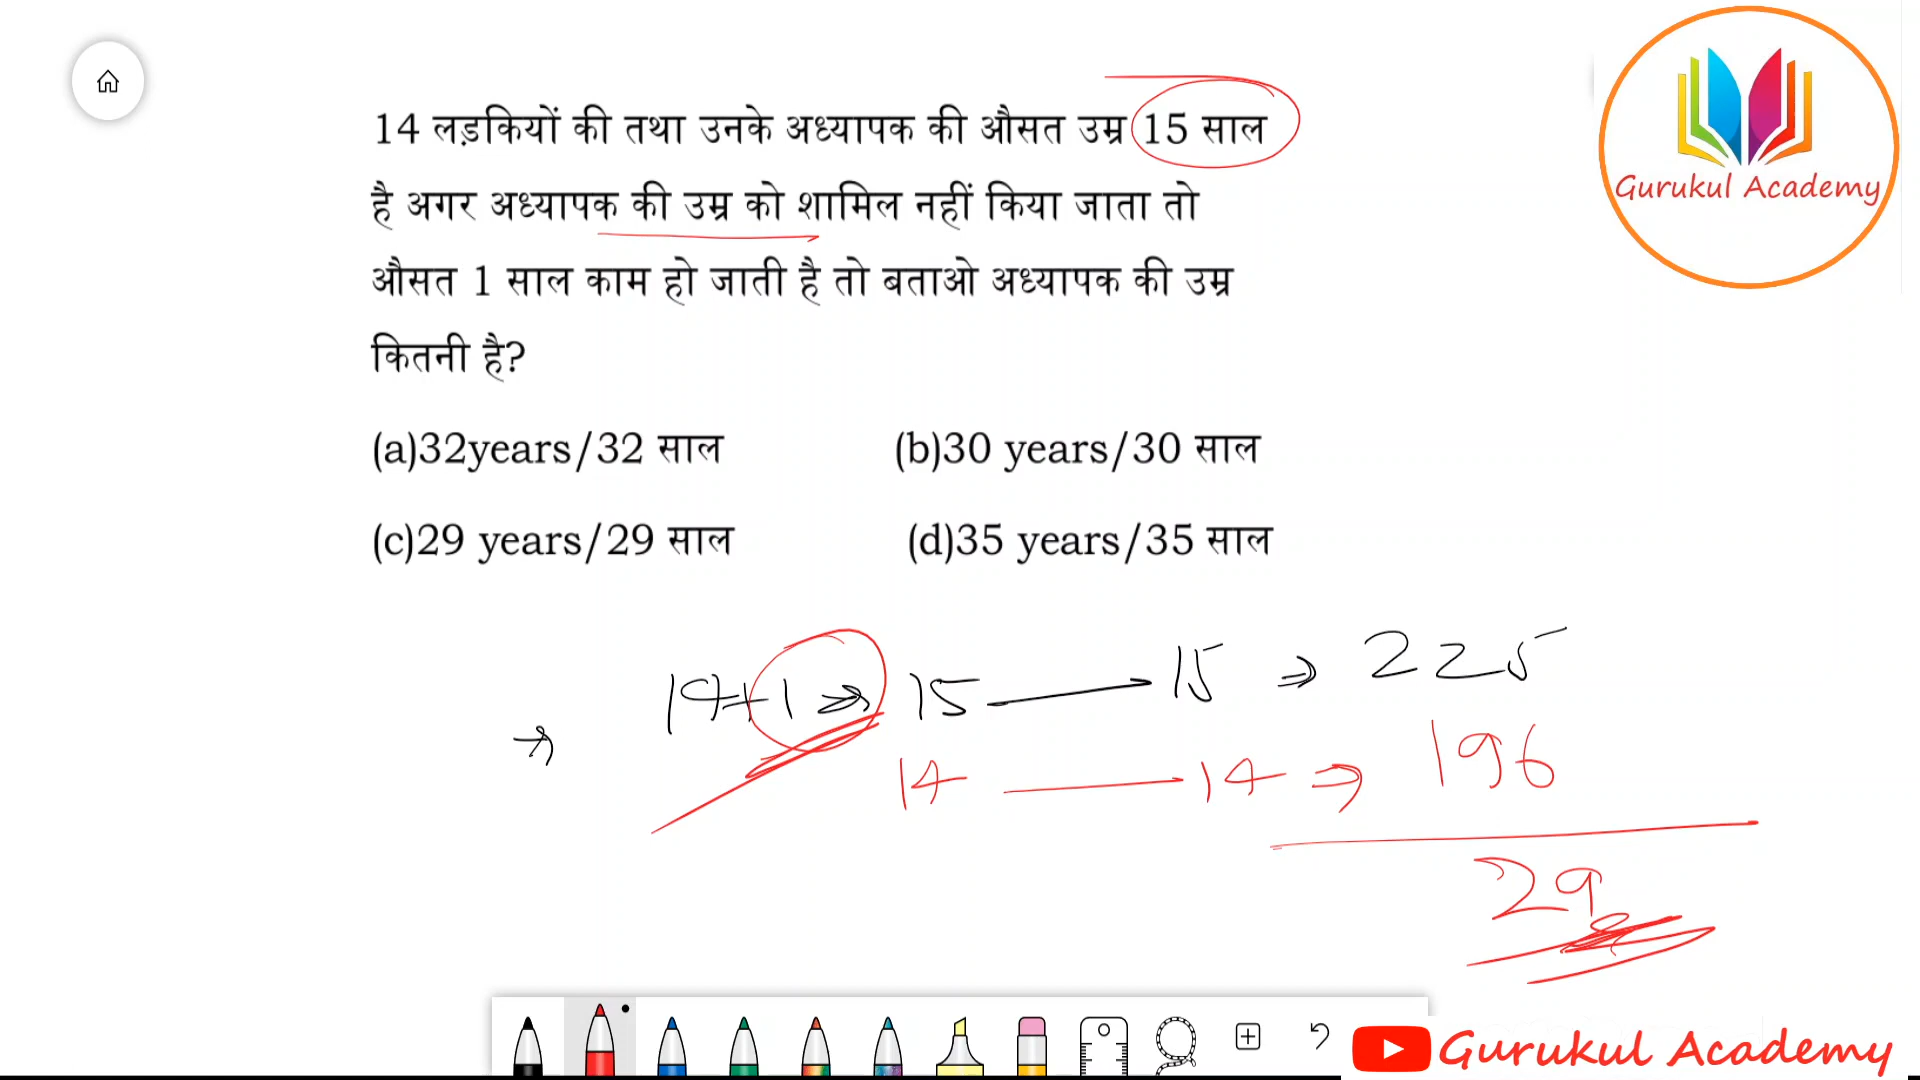 Gurukul Academy
14 लड़कियों की तथा उनके अध्यापक की औसत उम्र 15 साल
है अगर अध्यापक की उम्र को शामिल नहीं किया जाता तो
औसत 1 साल काम हो जाती है तो बताओ अध्यापक की उम्र
कितनी है?
(a)32years/32 साल (b)30 years/30 साल
(c)29 years/29 साल (d)35 years/35 साल
→ 14+1 ⇒ 15 — 15 ⇒ 225
14 — 14 ⇒ 196
29
Gurukul Academy